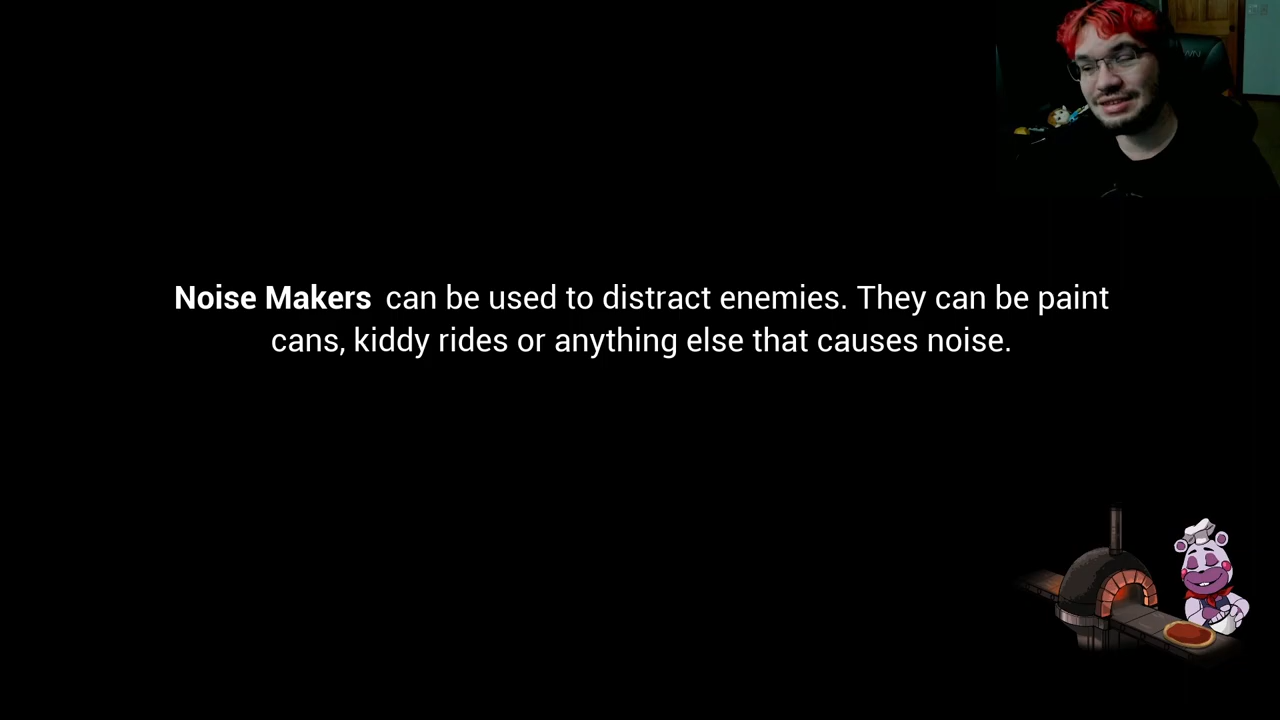 Noise Makers can be used to distract enemies. They can be paint
cans, kiddy rides or anything else that causes noise.